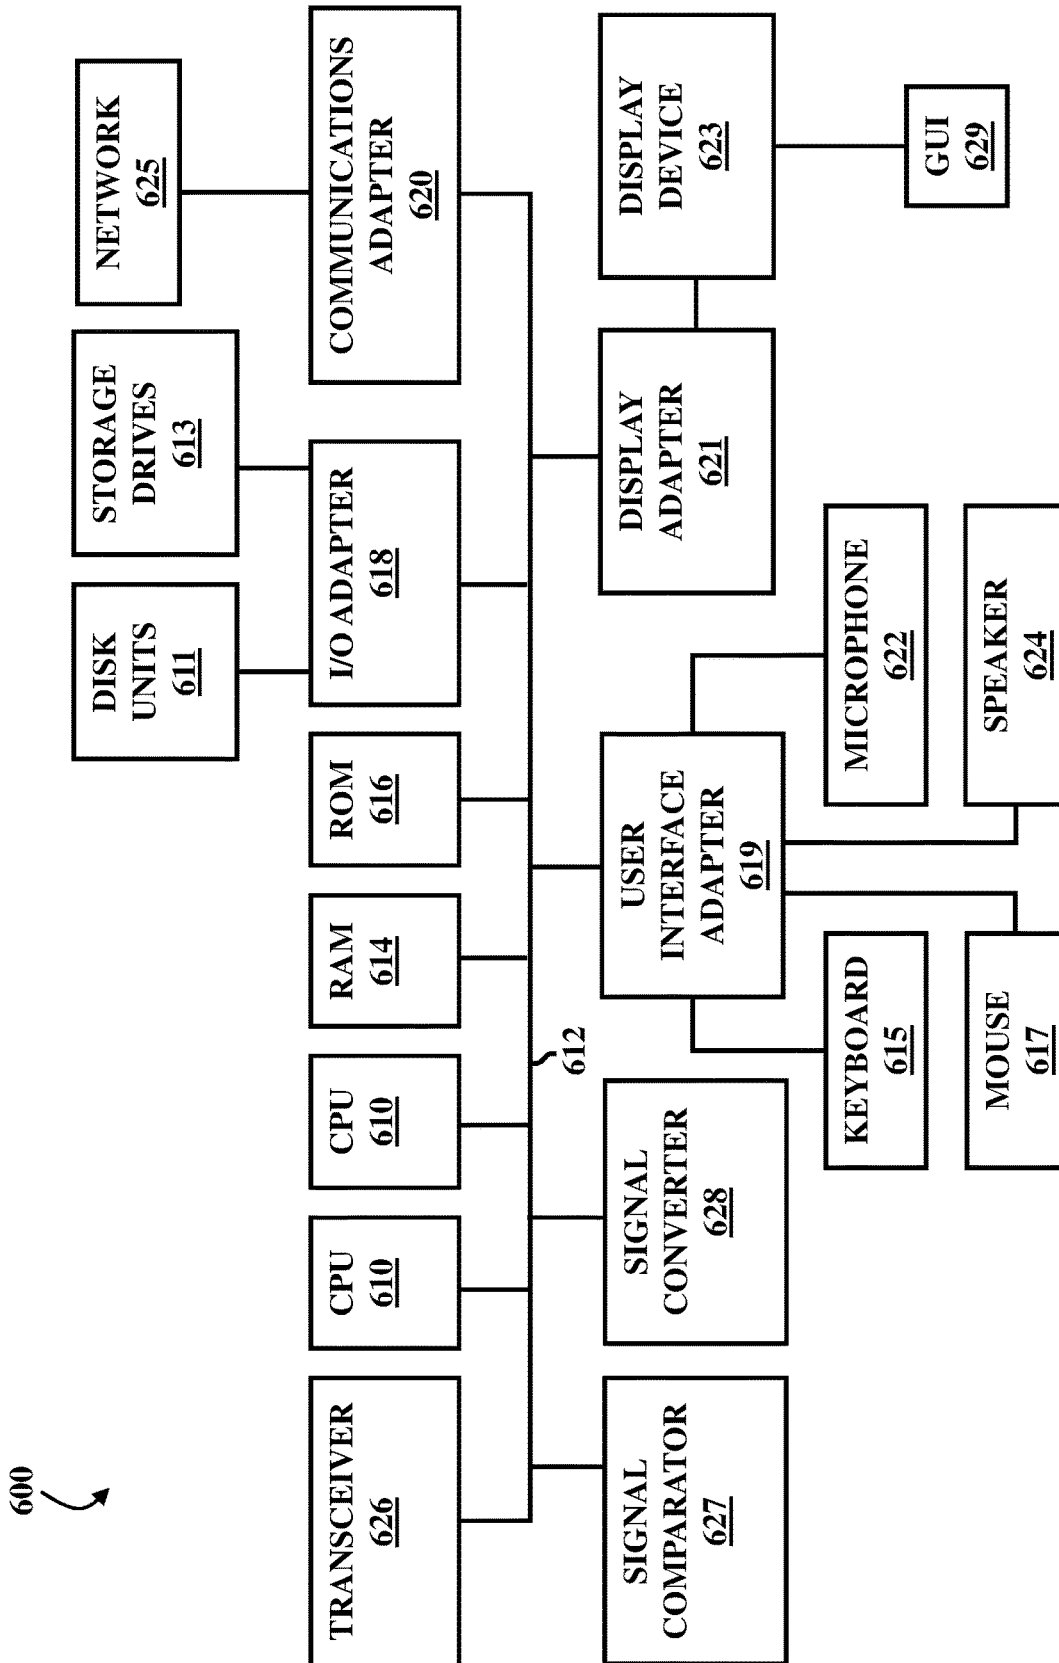 600
DISK
UNITS
611
STORAGE
DRIVES
613
NETWORK
625
TRANSCEIVER
626
CPU
610
CPU
610
RAM
614
ROM
616
I/O ADAPTER
618
COMMUNICATIONS
ADAPTER
620
612
SIGNAL
COMPARATOR
627
SIGNAL
CONVERTER
628
USER
INTERFACE
ADAPTER
619
DISPLAY
ADAPTER
621
DISPLAY
DEVICE
623
KEYBOARD
615
MICROPHONE
622
GUI
629
MOUSE
617
SPEAKER
624